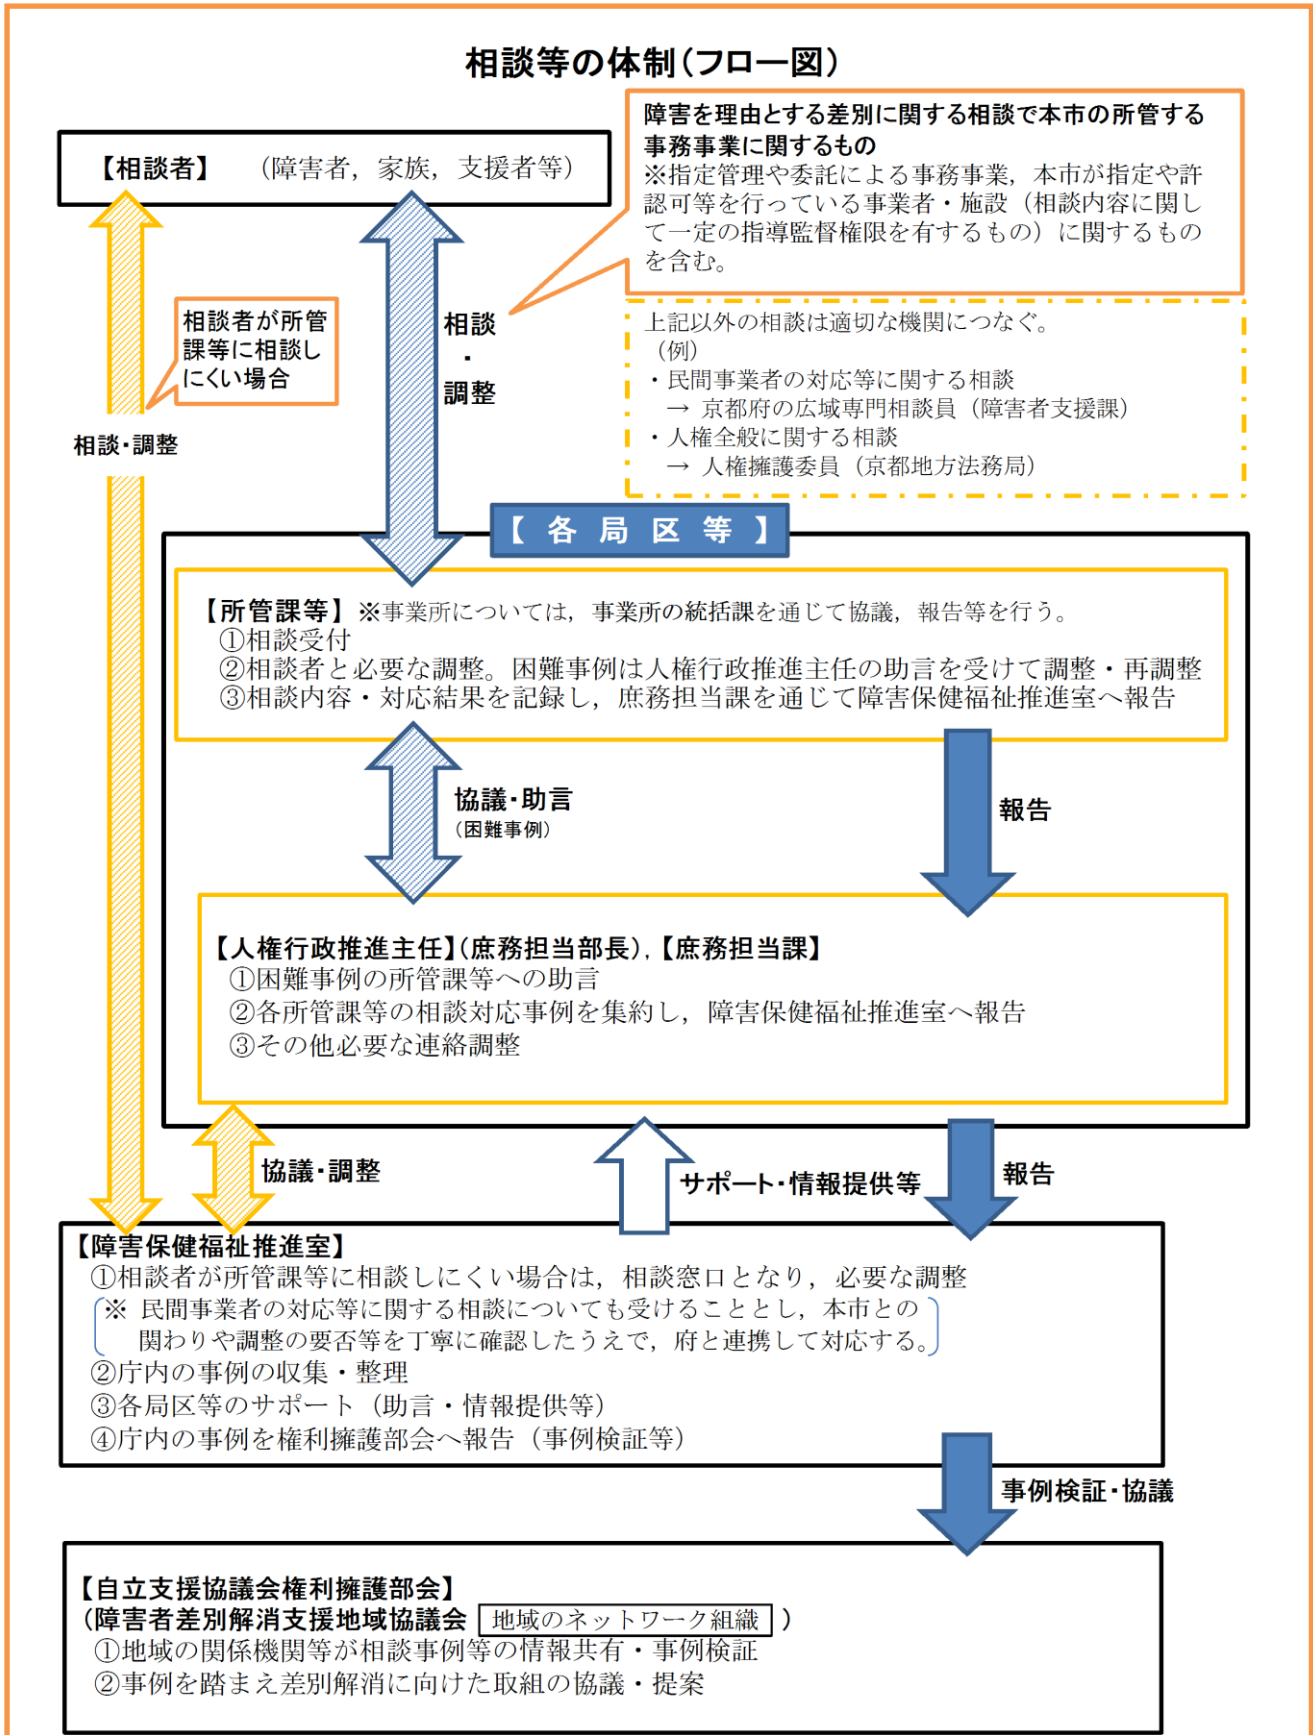 相談等の体制(フロー図)
【相談者】 (障害者,家族,支援者等)
障害を理由とする差別に関する相談で本市の所管する
事務事業に関するもの
※指定管理や委託による事務事業,本市が指定や許
認可等を行っている事業者・施設(相談内容に関し
て一定の指導監督権限を有するもの)に関するもの
を含む。
上記以外の相談は適切な機関につなぐ。
(例)
・民間事業者の対応等に関する相談
→ 京都府の広域専門相談員(障害者支援課)
・人権全般に関する相談
→ 人権擁護委員(京都地方法務局)
相談者が所管
課等に相談し
にくい場合
相談・調整
相談
・
調整
【各局区等】
【所管課等】※事業所については,事業所の統括課を通じて協議,報告等を行う。
①相談受付
②相談者と必要な調整。困難事例は人権行政推進主任の助言を受けて調整・再調整
③相談内容・対応結果を記録し,庶務担当課を通じて障害保健福祉推進室へ報告
協議・助言
(困難事例)
報告
【人権行政推進主任】(庶務担当部長),【庶務担当課】
①困難事例の所管課等への助言
②各所管課等の相談対応事例を集約し,障害保健福祉推進室へ報告
③その他必要な連絡調整
協議・調整
サポート・情報提供等
報告
【障害保健福祉推進室】
①相談者が所管課等に相談しにくい場合は,相談窓口となり,必要な調整
※ 民間事業者の対応等に関する相談についても受けることとし,本市との
関わりや調整の要否等を丁寧に確認したうえで,府と連携して対応する。
②庁内の事例の収集・整理
③各局区等のサポート(助言・情報提供等)
④庁内の事例を権利擁護部会へ報告(事例検証等)
事例検証・協議
【自立支援協議会権利擁護部会】
(障害者差別解消支援地域協議会 地域のネットワーク組織 )
①地域の関係機関等が相談事例等の情報共有・事例検証
②事例を踏まえ差別解消に向けた取組の協議・提案